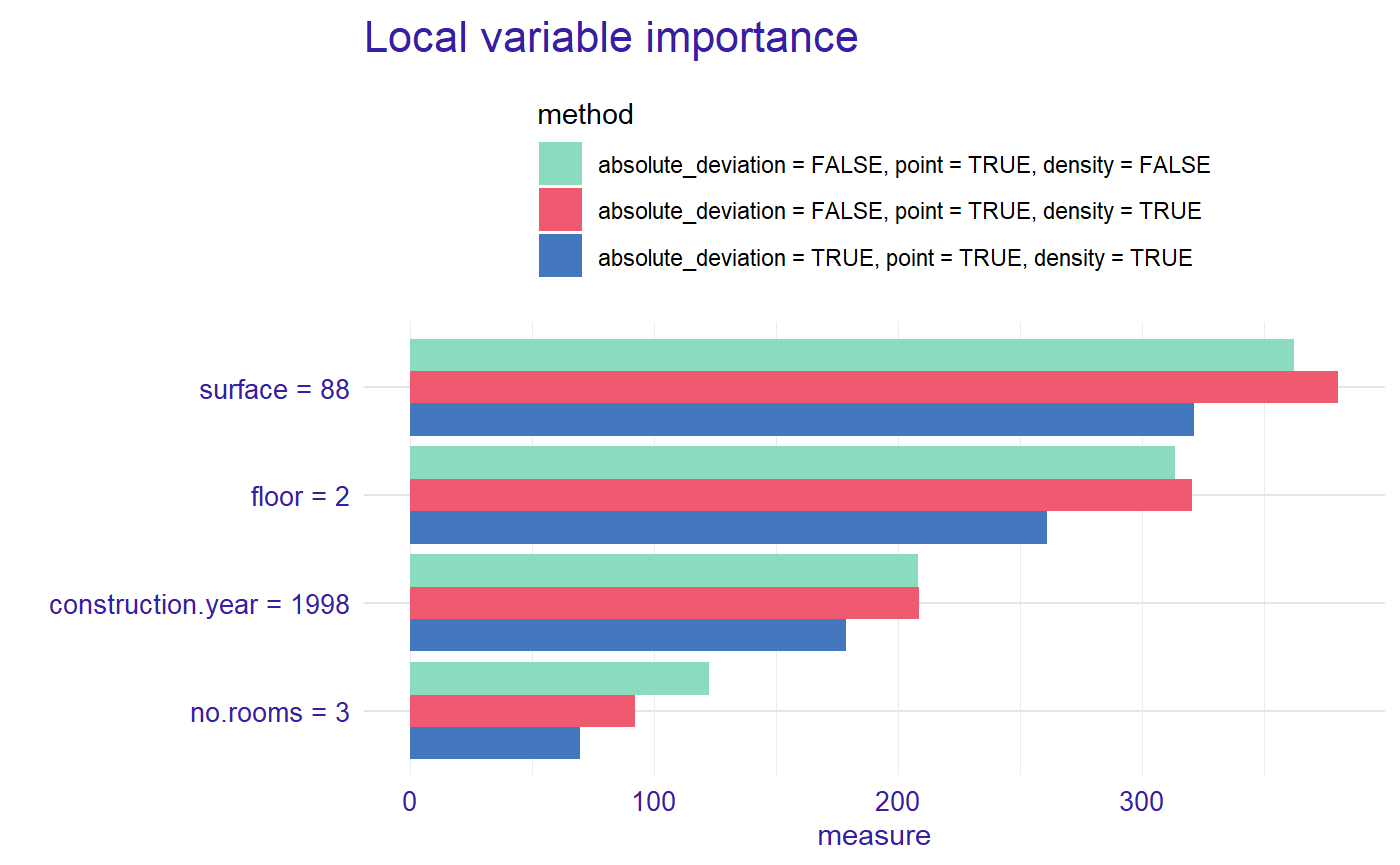 Local variable importance
method
absolute_deviation = FALSE, point = TRUE, density = FALSE
absolute_deviation = FALSE, point = TRUE, density = TRUE
absolute_deviation = TRUE, point = TRUE, density = TRUE
surface = 88
floor = 2
construction.year = 1998
no.rooms = 3
0 100 200 300
measure